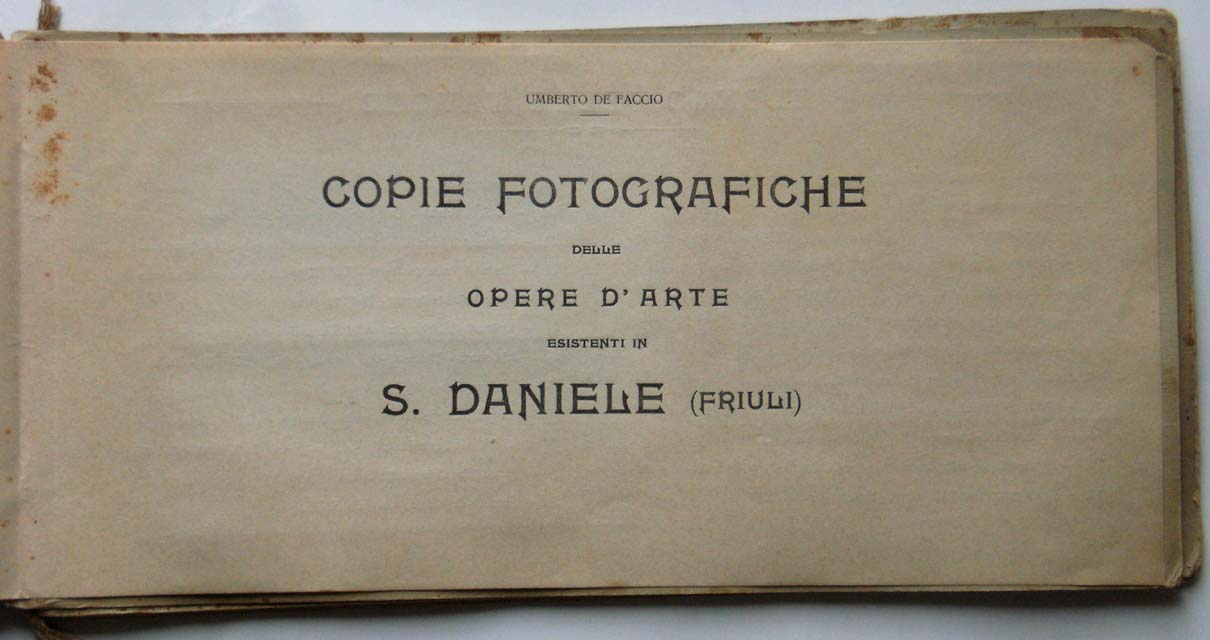 UMBERTO DE FACCIO
COPIE FOTOGRAFICHE
DELLE
OPERE D'ARTE
ESISTENTI IN
S. DANIELE (FRIULI)